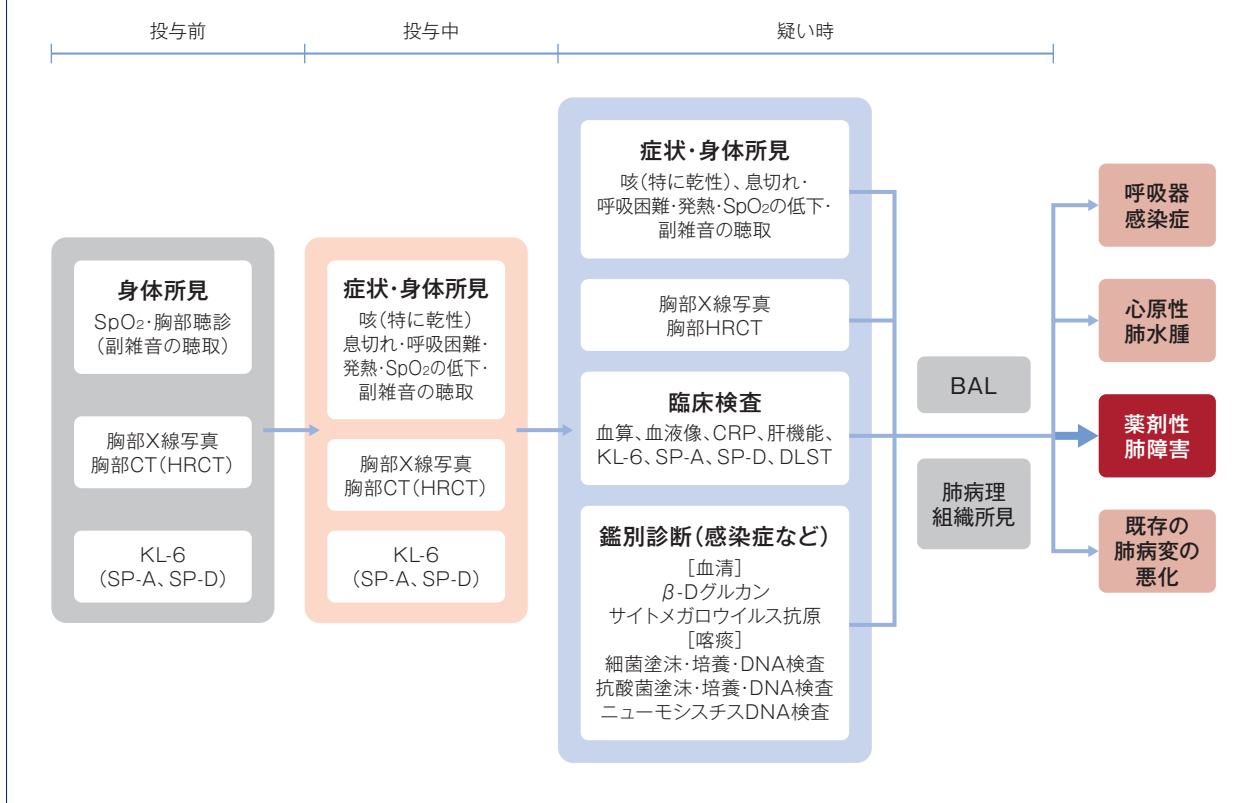 投与前
投与中
疑い時
身体所見
SpO₂・胸部聴診
（副雑音の聴取）
胸部X線写真
胸部CT（HRCT）
KL-6
（SP-A、SP-D）
症状・身体所見
咳（特に乾性）
息切れ・呼吸困難・
発熱・SpO₂の低下・
副雑音の聴取
胸部X線写真
胸部CT（HRCT）
KL-6
（SP-A、SP-D）
症状・身体所見
咳（特に乾性）、息切れ・
呼吸困難・発熱・SpO₂の低下・
副雑音の聴取
胸部X線写真
胸部HRCT
臨床検査
血算、血液像、CRP、肝機能、
KL-6、SP-A、SP-D、DLST
鑑別診断（感染症など）
［血清］
β-Dグルカン
サイトメガロウイルス抗原
［喀痰］
細菌塗沫・培養・DNA検査
抗酸菌塗沫・培養・DNA検査
ニューモシスチスDNA検査
BAL
肺病理
組織所見
呼吸器
感染症
心原性
肺水腫
薬剤性
肺障害
既存の
肺病変の
悪化